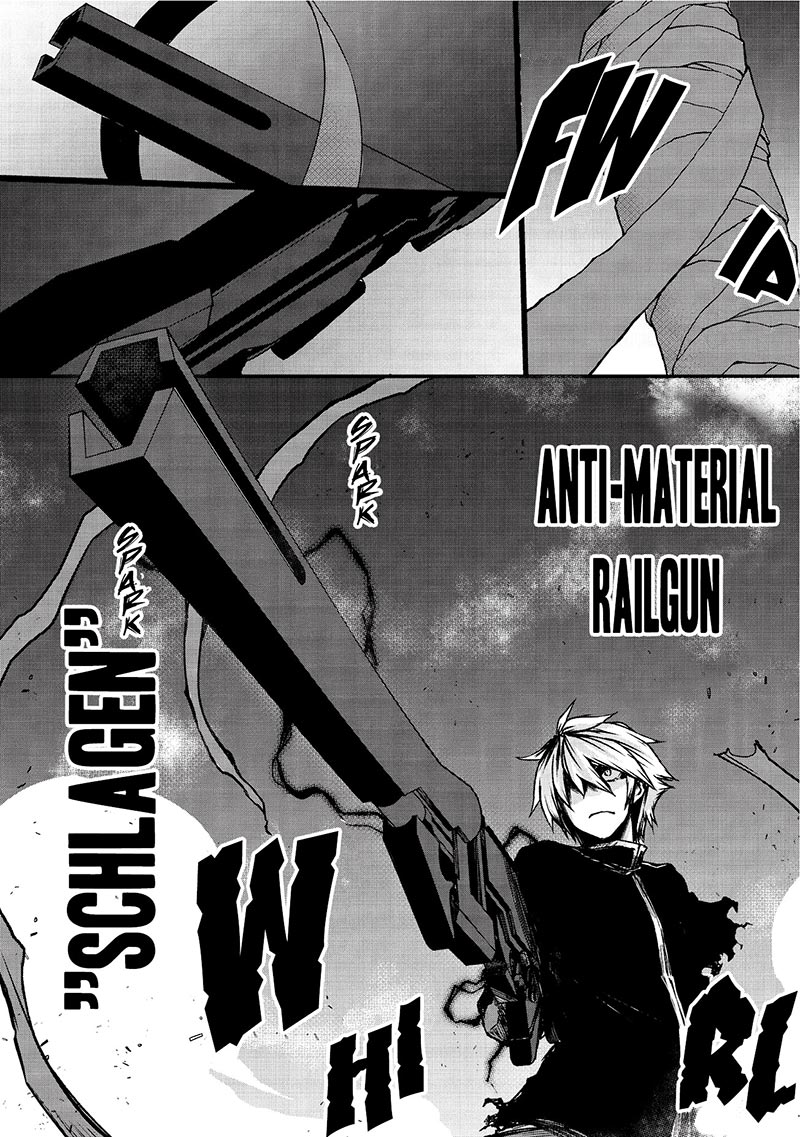 FW
IP
ANTI-MATERIAL
RAILGUN
SPARK
SPARK
"SCHLAGEN"
W
HI
RL